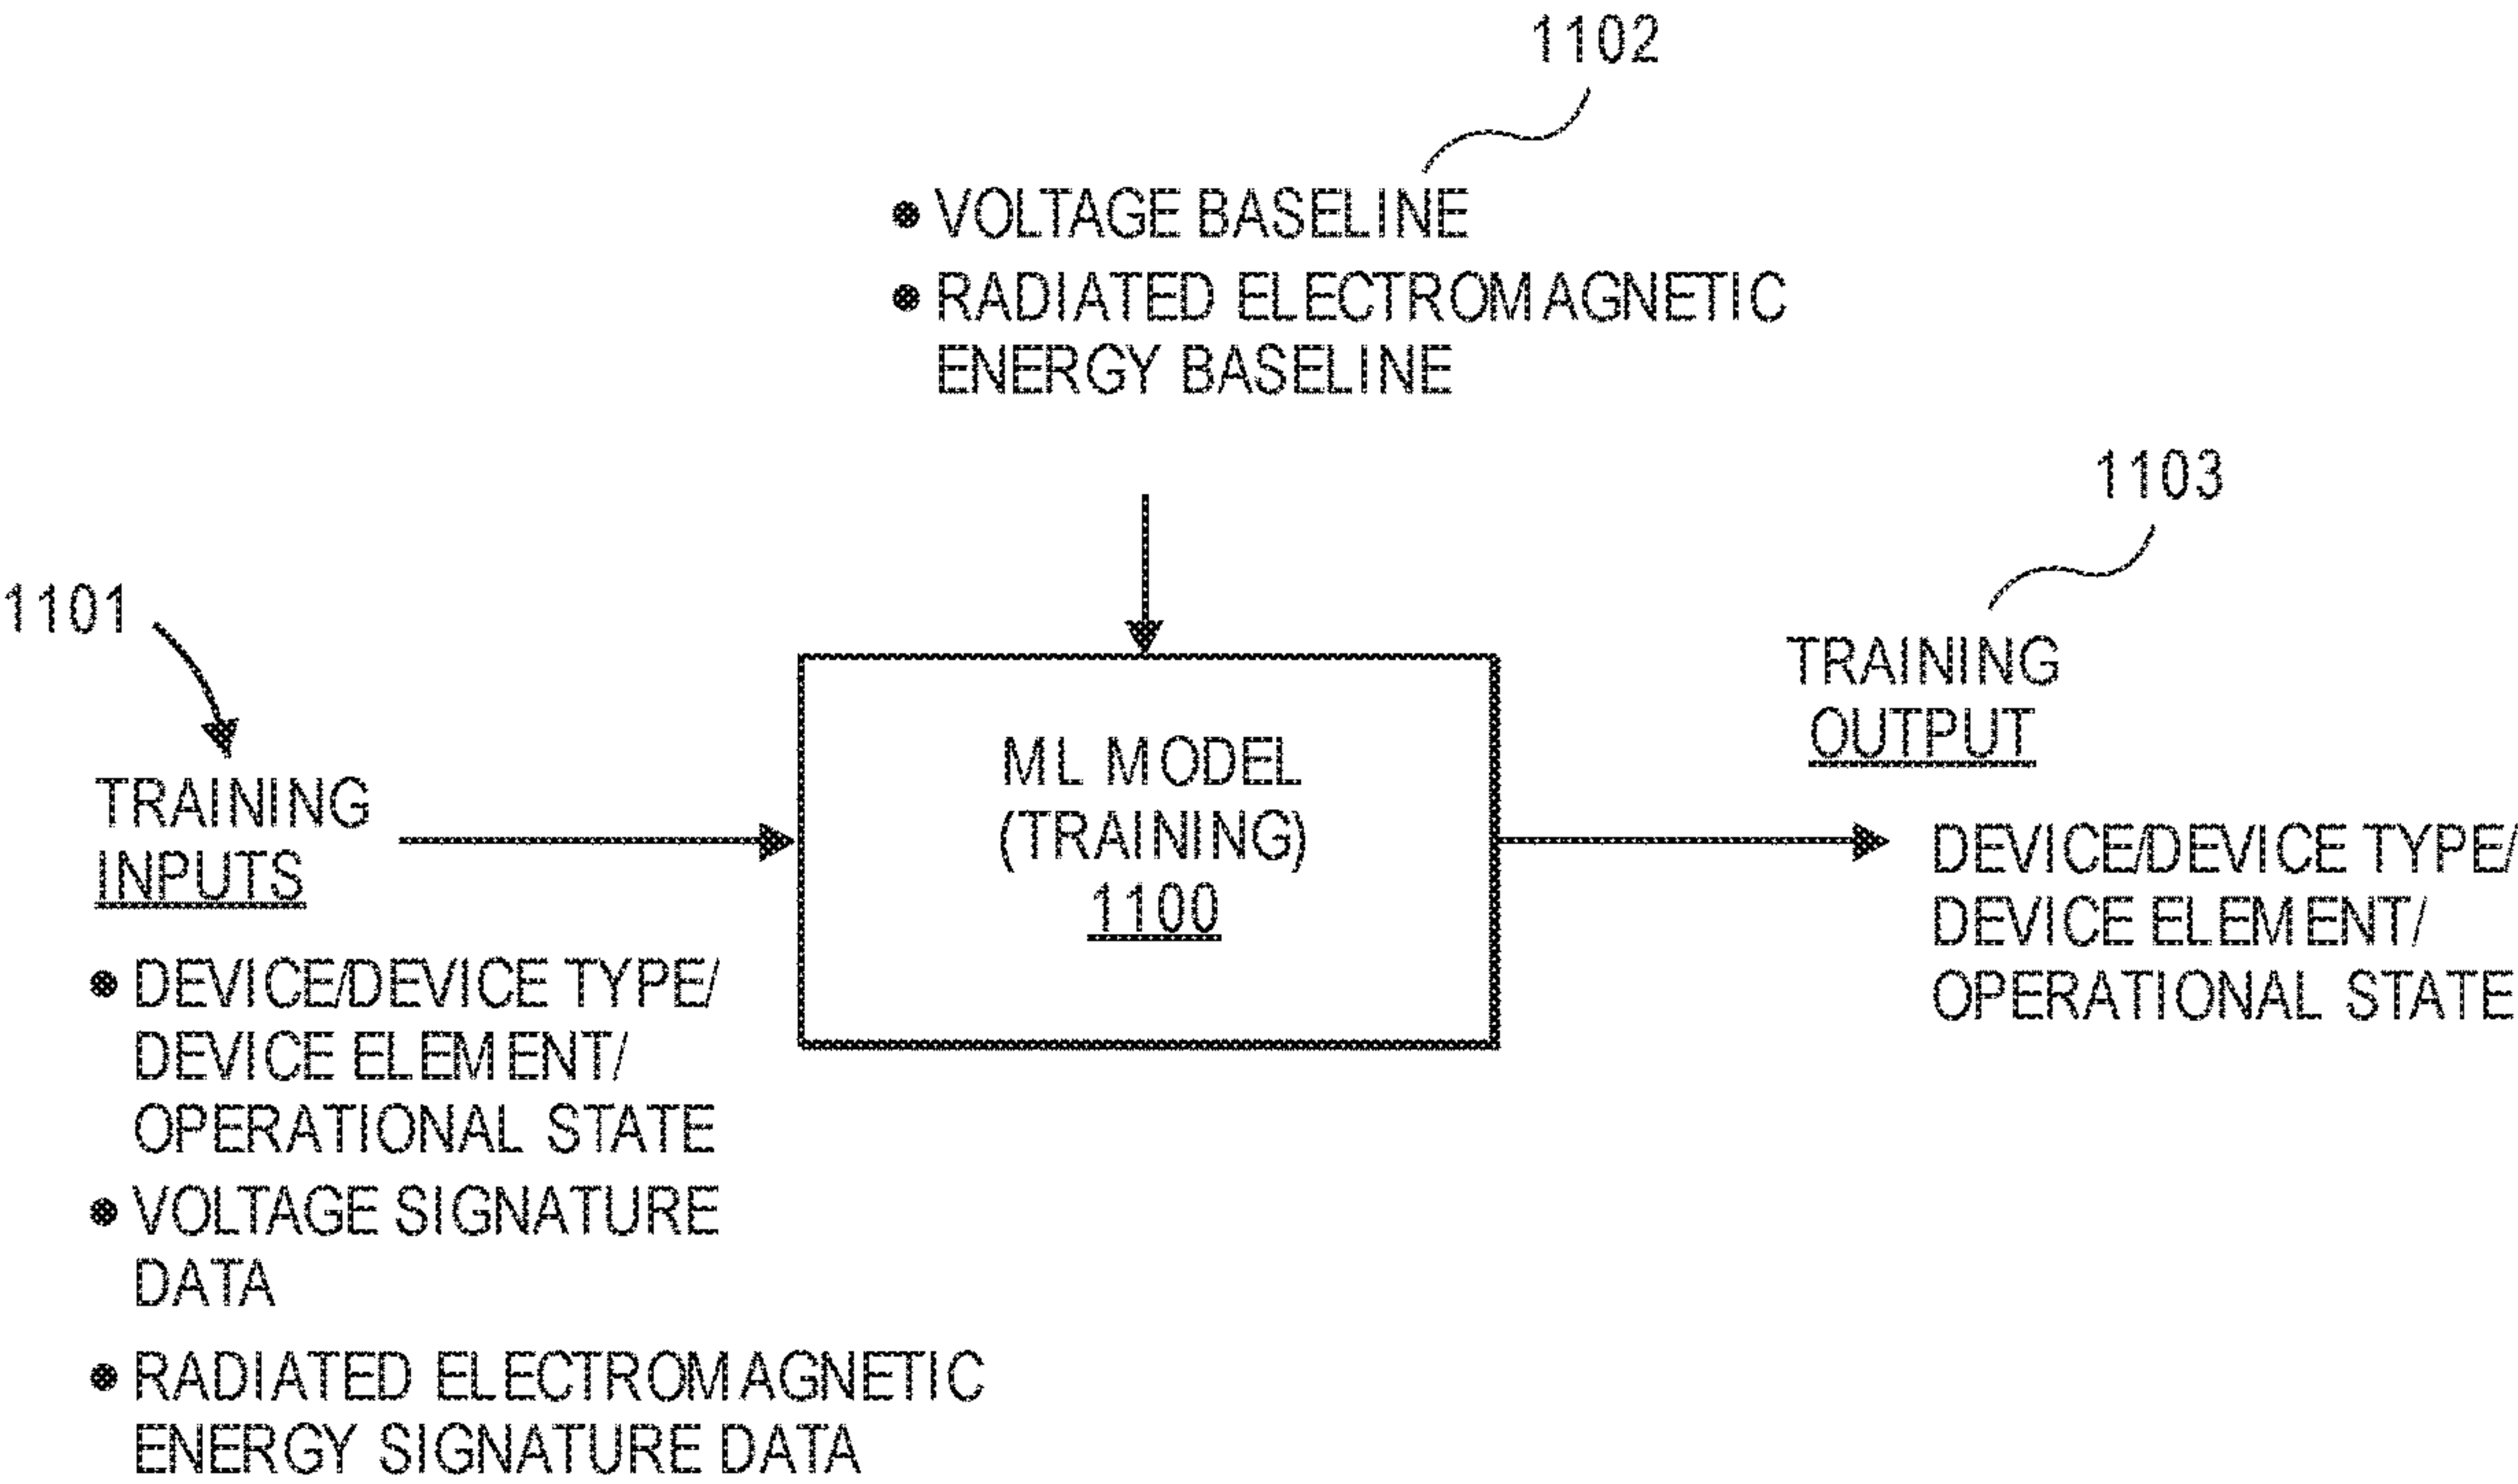 1102
● VOLTAGE BASELINE
● RADIATED ELECTROMAGNETIC
ENERGY BASELINE
1103
1101
TRAINING
INPUTS
● DEVICE/DEVICE TYPE/
DEVICE ELEMENT/
OPERATIONAL STATE
● VOLTAGE SIGNATURE
DATA
● RADIATED ELECTROMAGNETIC
ENERGY SIGNATURE DATA
ML MODEL
(TRAINING)
1100
TRAINING
OUTPUT
DEVICE/DEVICE TYPE/
DEVICE ELEMENT/
OPERATIONAL STATE